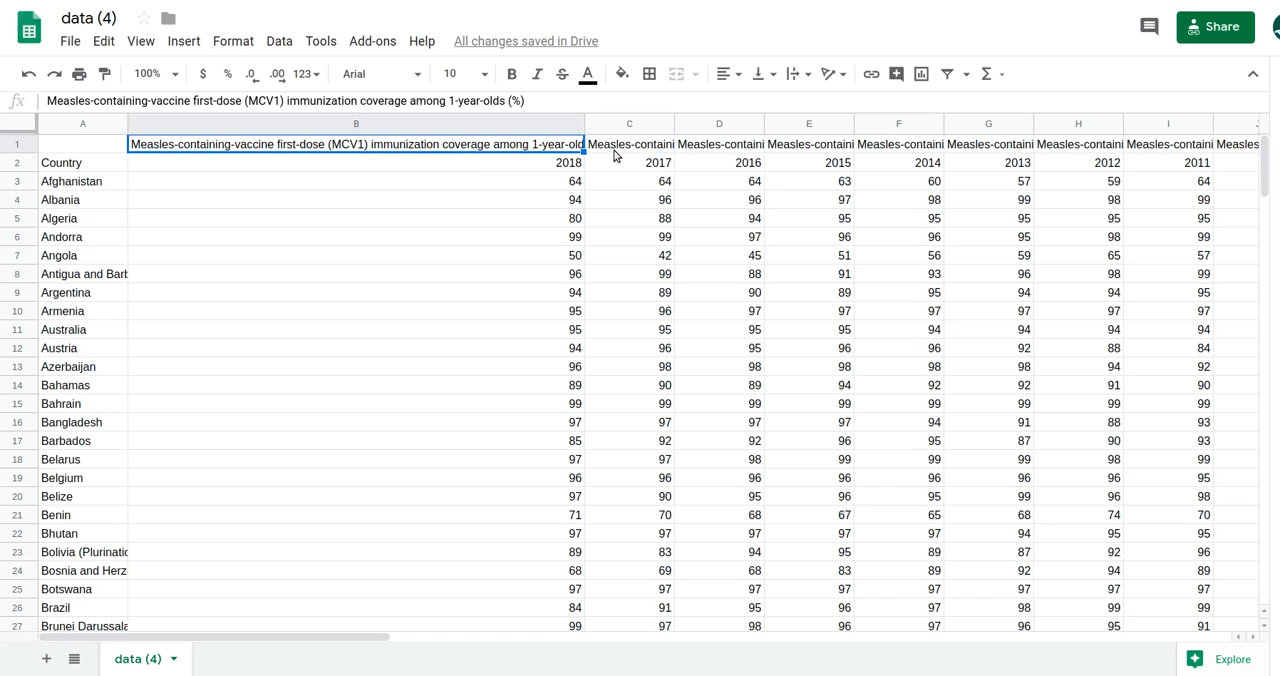 data (4)
File Edit View Insert Format Data Tools Add-ons Help All changes saved in Drive
Share
100% $ % .0 .00 123 Arial 10 B I S A
fx Measles-containing-vaccine first-dose (MCV1) immunization coverage among 1-year-olds (%)
A B C D E F G H I J
1 Measles-containing-vaccine first-dose (MCV1) immunization coverage among 1-year-old Measles-containi Measles-containi Measles-containi Measles-containi Measles-containi Measles-containi Measles-containi Measles
2 Country 2018 2017 2016 2015 2014 2013 2012 2011
3 Afghanistan 64 64 64 63 60 57 59 64
4 Albania 94 96 96 97 98 99 98 99
5 Algeria 80 88 94 95 95 95 95 95
6 Andorra 99 99 97 96 96 95 98 99
7 Angola 50 42 45 51 56 59 65 57
8 Antigua and Barb 96 99 88 91 93 96 98 99
9 Argentina 94 89 90 89 95 94 94 95
10 Armenia 95 96 97 97 97 97 97 97
11 Australia 95 95 95 95 94 94 94 94
12 Austria 94 96 95 96 96 92 88 84
13 Azerbaijan 96 98 98 98 98 98 94 92
14 Bahamas 89 90 89 94 92 92 91 90
15 Bahrain 99 99 99 99 99 99 99 99
16 Bangladesh 97 97 97 97 94 91 88 93
17 Barbados 85 92 92 96 95 87 90 93
18 Belarus 97 97 98 99 99 99 98 99
19 Belgium 96 96 96 96 96 96 96 95
20 Belize 97 90 95 96 95 99 96 98
21 Benin 71 70 68 67 65 68 74 70
22 Bhutan 97 97 97 97 97 94 95 95
23 Bolivia (Plurinatic 89 83 94 95 89 87 92 96
24 Bosnia and Herz 68 69 68 83 89 92 94 89
25 Botswana 97 97 97 97 97 97 97 97
26 Brazil 84 91 95 96 97 98 99 99
27 Brunei Darussala 99 97 98 96 97 96 95 91
data (4)
Explore